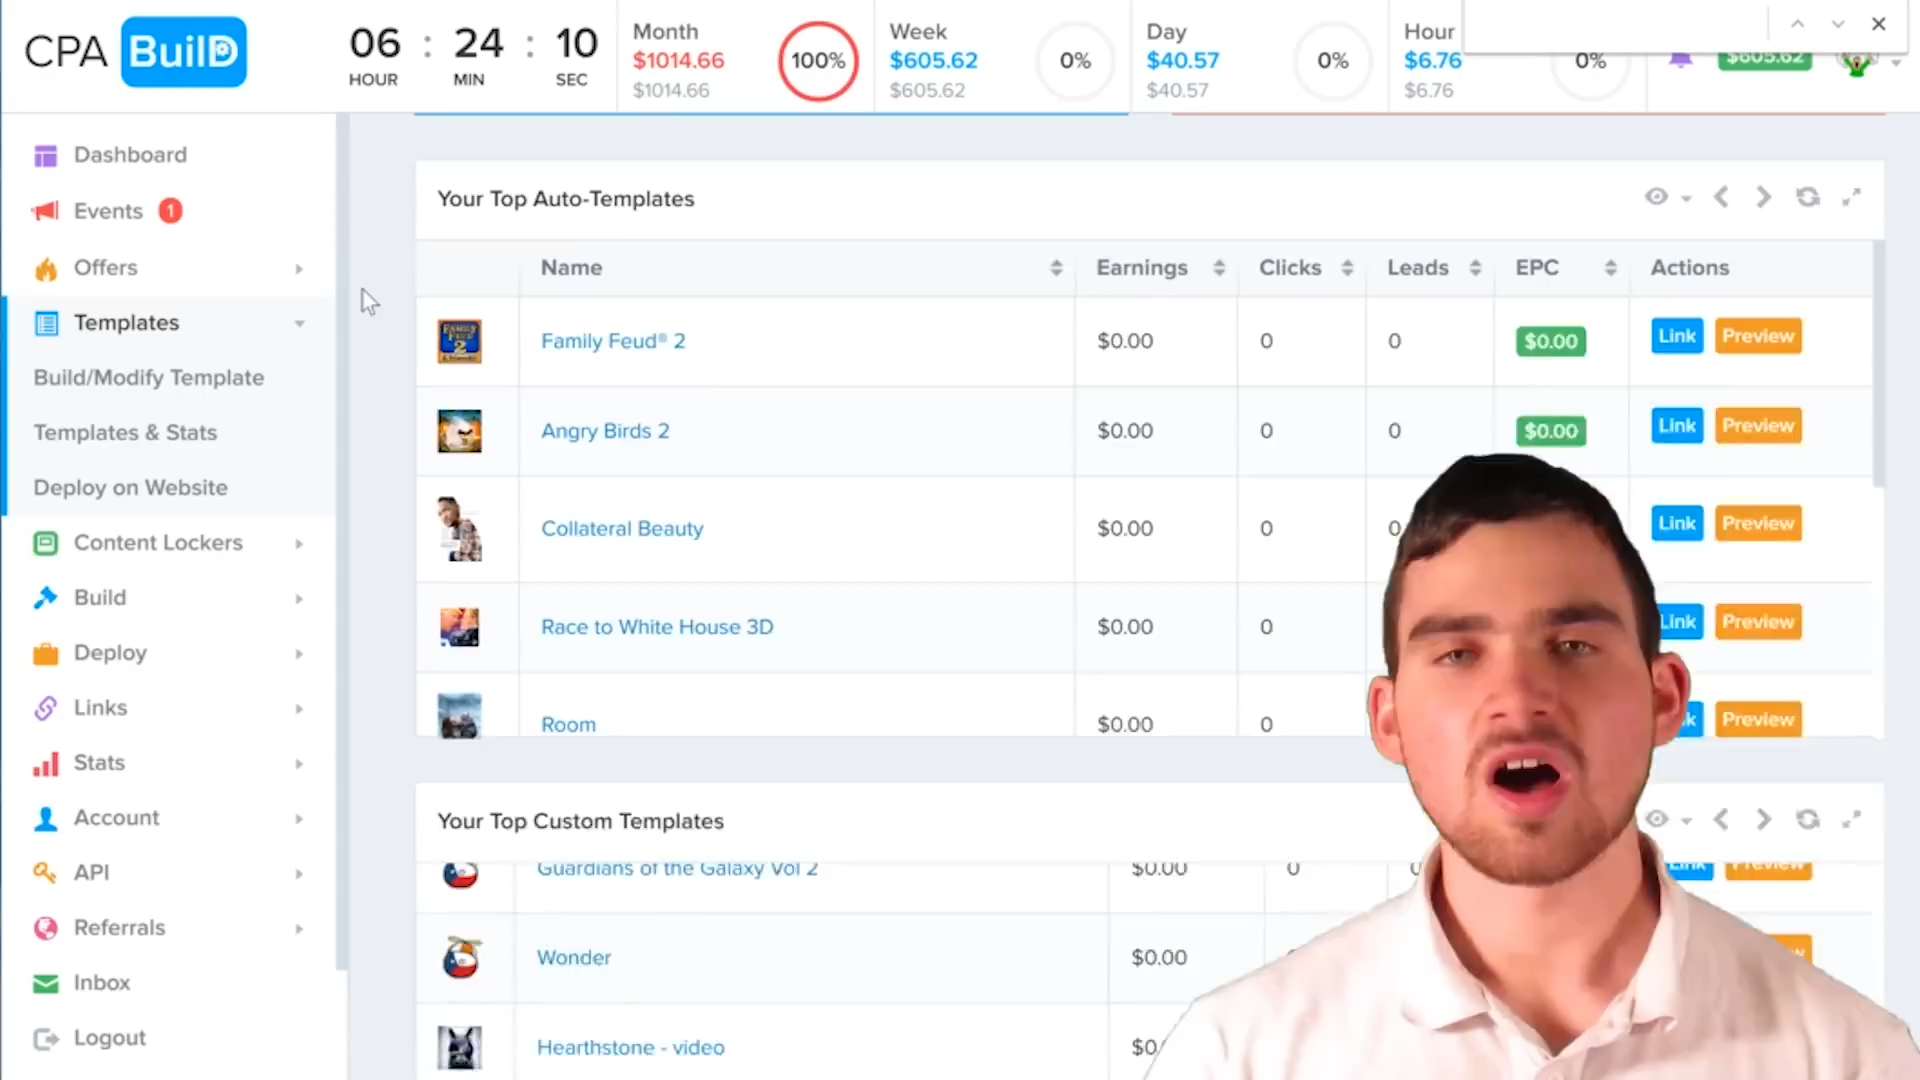 CPA BuilD
06 : 24 : 10
HOUR MIN SEC
Month
$1014.66
$1014.66
100%
Week
$605.62
$605.62
0%
Day
$40.57
$40.57
0%
Hour
$6.76
$6.76
0%
$605.62
Dashboard
Events 1
Offers
Templates
Build/Modify Template
Templates & Stats
Deploy on Website
Content Lockers
Build
Deploy
Links
Stats
Account
API
Referrals
Inbox
Logout
Your Top Auto-Templates
Name Earnings Clicks Leads EPC Actions
Family Feud® 2 $0.00 0 0 $0.00 Link Preview
Angry Birds 2 $0.00 0 0 $0.00 Link Preview
Collateral Beauty $0.00 0 0 Link Preview
Race to White House 3D $0.00 0 Link Preview
Room $0.00 0 Preview
Your Top Custom Templates
Guardians of the Galaxy Vol 2 $0.00 0 Link Preview
Wonder $0.00
Hearthstone - video